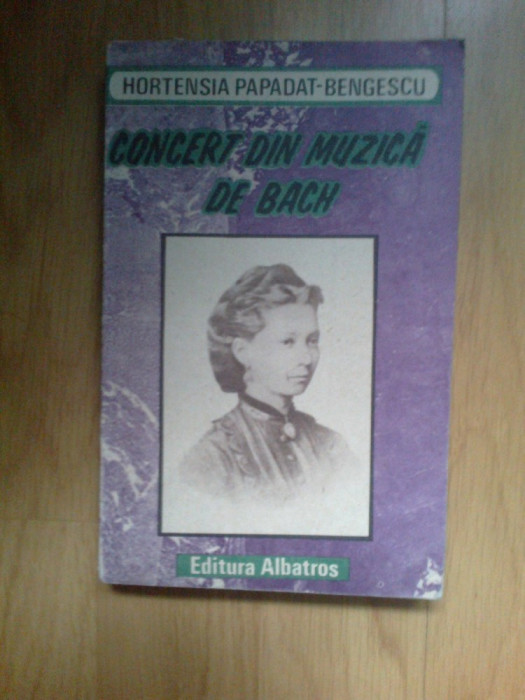 HORTENSIA PAPADAT-BENGESCU
CONCERT DIN MUZICĂ
DE BACH
Editura Albatros